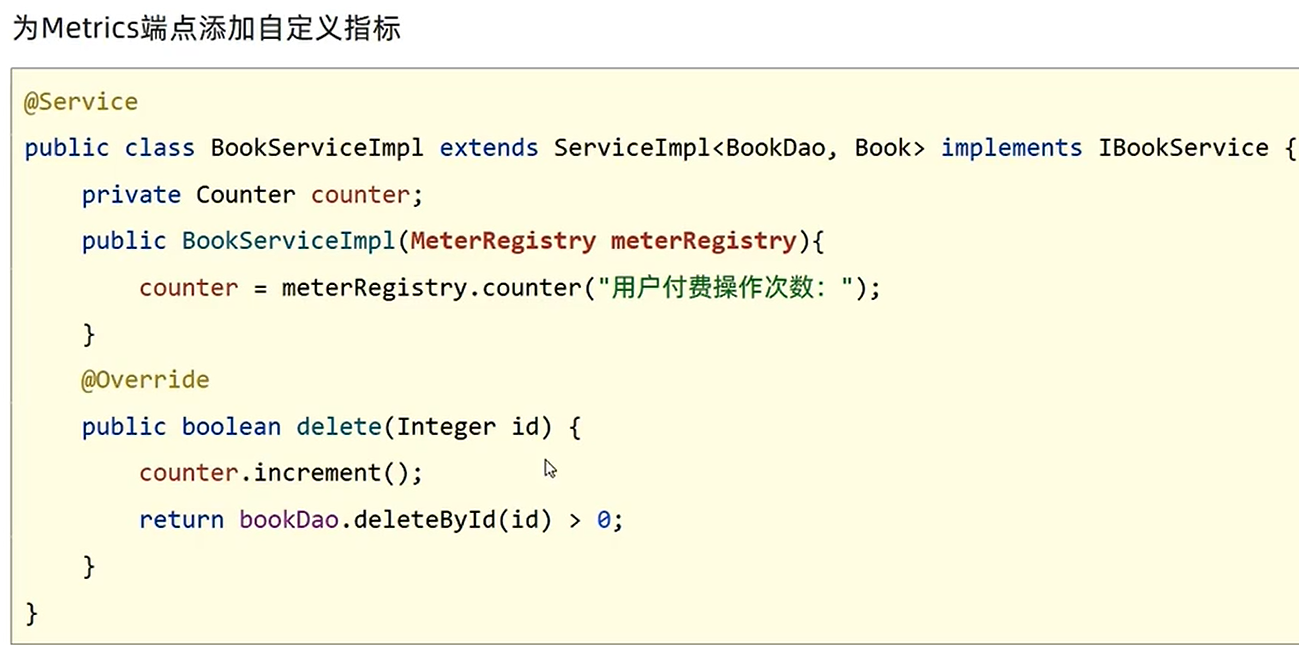 为Metrics端点添加自定义指标
@Service
public class BookServiceImpl extends ServiceImpl<BookDao, Book> implements IBookService {
    private Counter counter;
    public BookServiceImpl(MeterRegistry meterRegistry){
        counter = meterRegistry.counter("用户付费操作次数：");
    }
    @Override
    public boolean delete(Integer id) {
        counter.increment();
        return bookDao.deleteById(id) > 0;
    }
}